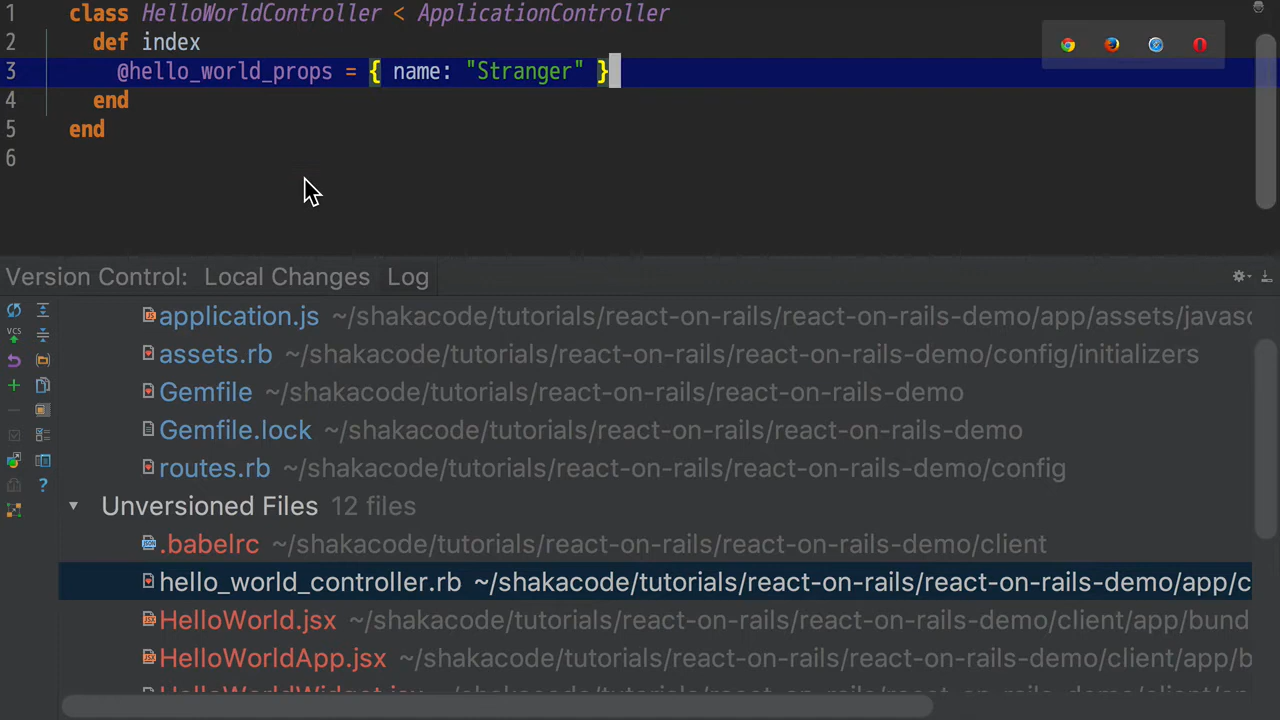 1 class HelloWorldController < ApplicationController
2 def index
3 @hello_world_props = { name: "Stranger" }
4 end
5 end
6
Version Control: Local Changes Log
application.js ~/shakacode/tutorials/react-on-rails/react-on-rails-demo/app/assets/javasc
assets.rb ~/shakacode/tutorials/react-on-rails/react-on-rails-demo/config/initializers
Gemfile ~/shakacode/tutorials/react-on-rails/react-on-rails-demo
Gemfile.lock ~/shakacode/tutorials/react-on-rails/react-on-rails-demo
routes.rb ~/shakacode/tutorials/react-on-rails/react-on-rails-demo/config
Unversioned Files 12 files
.babelrc ~/shakacode/tutorials/react-on-rails/react-on-rails-demo/client
hello_world_controller.rb ~/shakacode/tutorials/react-on-rails/react-on-rails-demo/app/c
HelloWorld.jsx ~/shakacode/tutorials/react-on-rails/react-on-rails-demo/client/app/bund
HelloWorldApp.jsx ~/shakacode/tutorials/react-on-rails/react-on-rails-demo/client/app/b
HelloWorldWidget.jsx